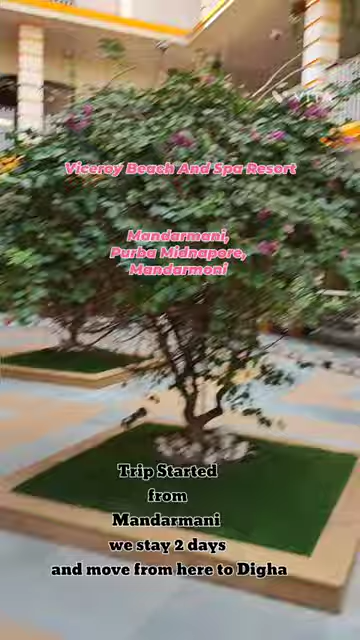 Viceroy Beach And Spa Resort
Mandarmani,
Purba Midnapore,
Mandarmoni
Trip Started
from
Mandarmani
we stay 2 days
and move from here to Digha